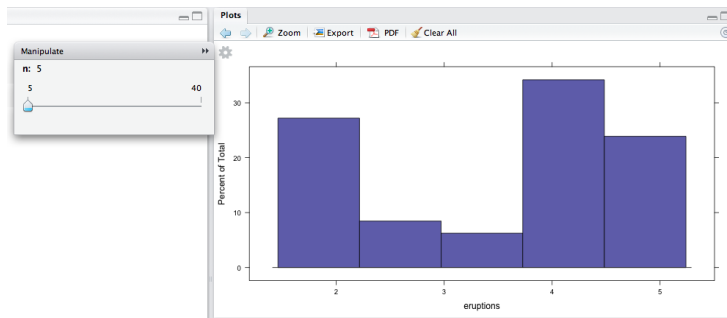 Plots
Zoom Export PDF Clear All
Manipulate
n: 5
5 40
Percent of Total
30
20
10
0
2 3 4 5
eruptions